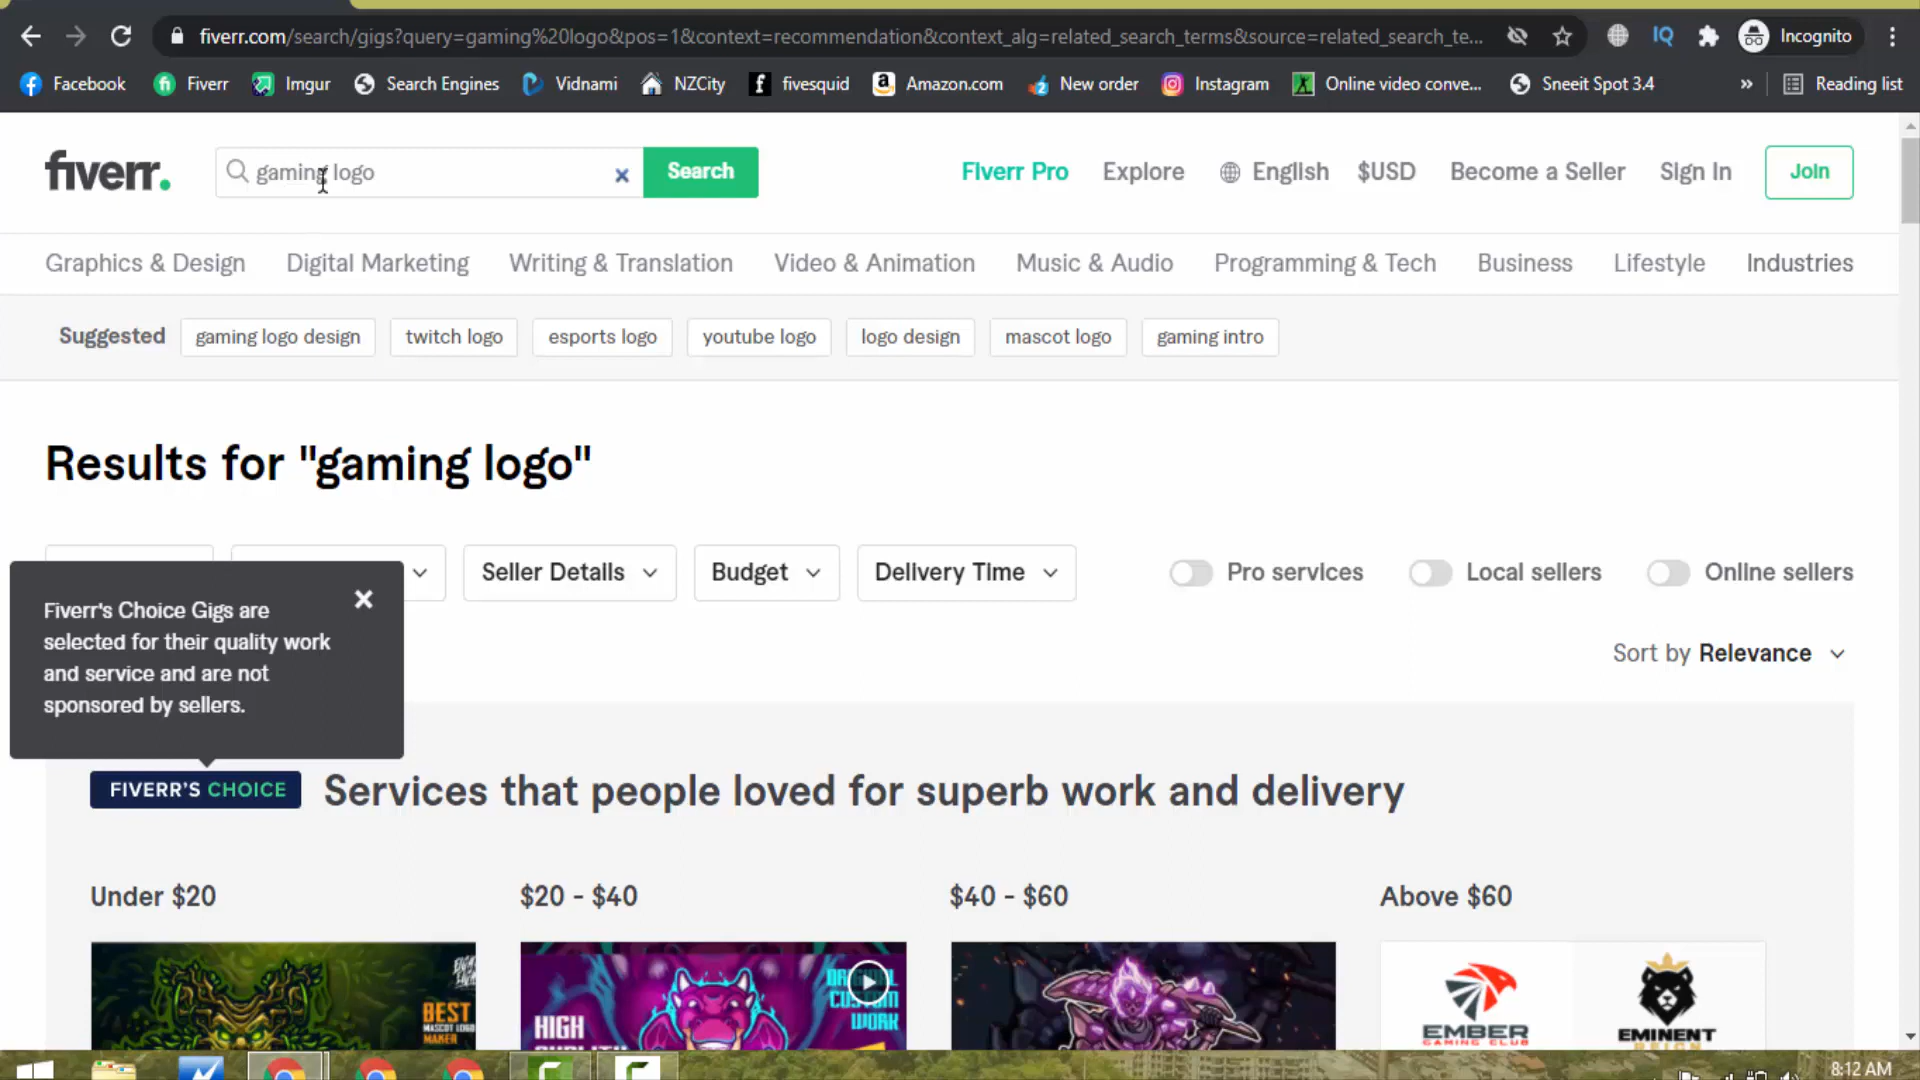 fiverr.com/search/gigs?query=gaming%20logo&pos=1&context=recommendation&context_alg=related_search_terms&source=related_search_te...
Incognito
Facebook Fiverr Imgur Search Engines Vidnami NZCity fivesquid Amazon.com New order Instagram Online video conve... Sneeit Spot 3.4 » Reading list
fiverr. gaming logo Search Fiverr Pro Explore English $USD Become a Seller Sign In Join
Graphics & Design Digital Marketing Writing & Translation Video & Animation Music & Audio Programming & Tech Business Lifestyle Industries
Suggested gaming logo design twitch logo esports logo youtube logo logo design mascot logo gaming intro
Results for "gaming logo"
Seller Details Budget Delivery Time Pro services Local sellers Online sellers
Fiverr's Choice Gigs are
selected for their quality work
and service and are not
sponsored by sellers.
Sort by Relevance
FIVERR'S CHOICE Services that people loved for superb work and delivery
Under $20 $20 - $40 $40 - $60 Above $60
BEST
MASCOT LOGO
MAKER
HIGH
CUSTOM
WORK
EMBER
GAMING CLUB
EMINENT
8:12 AM